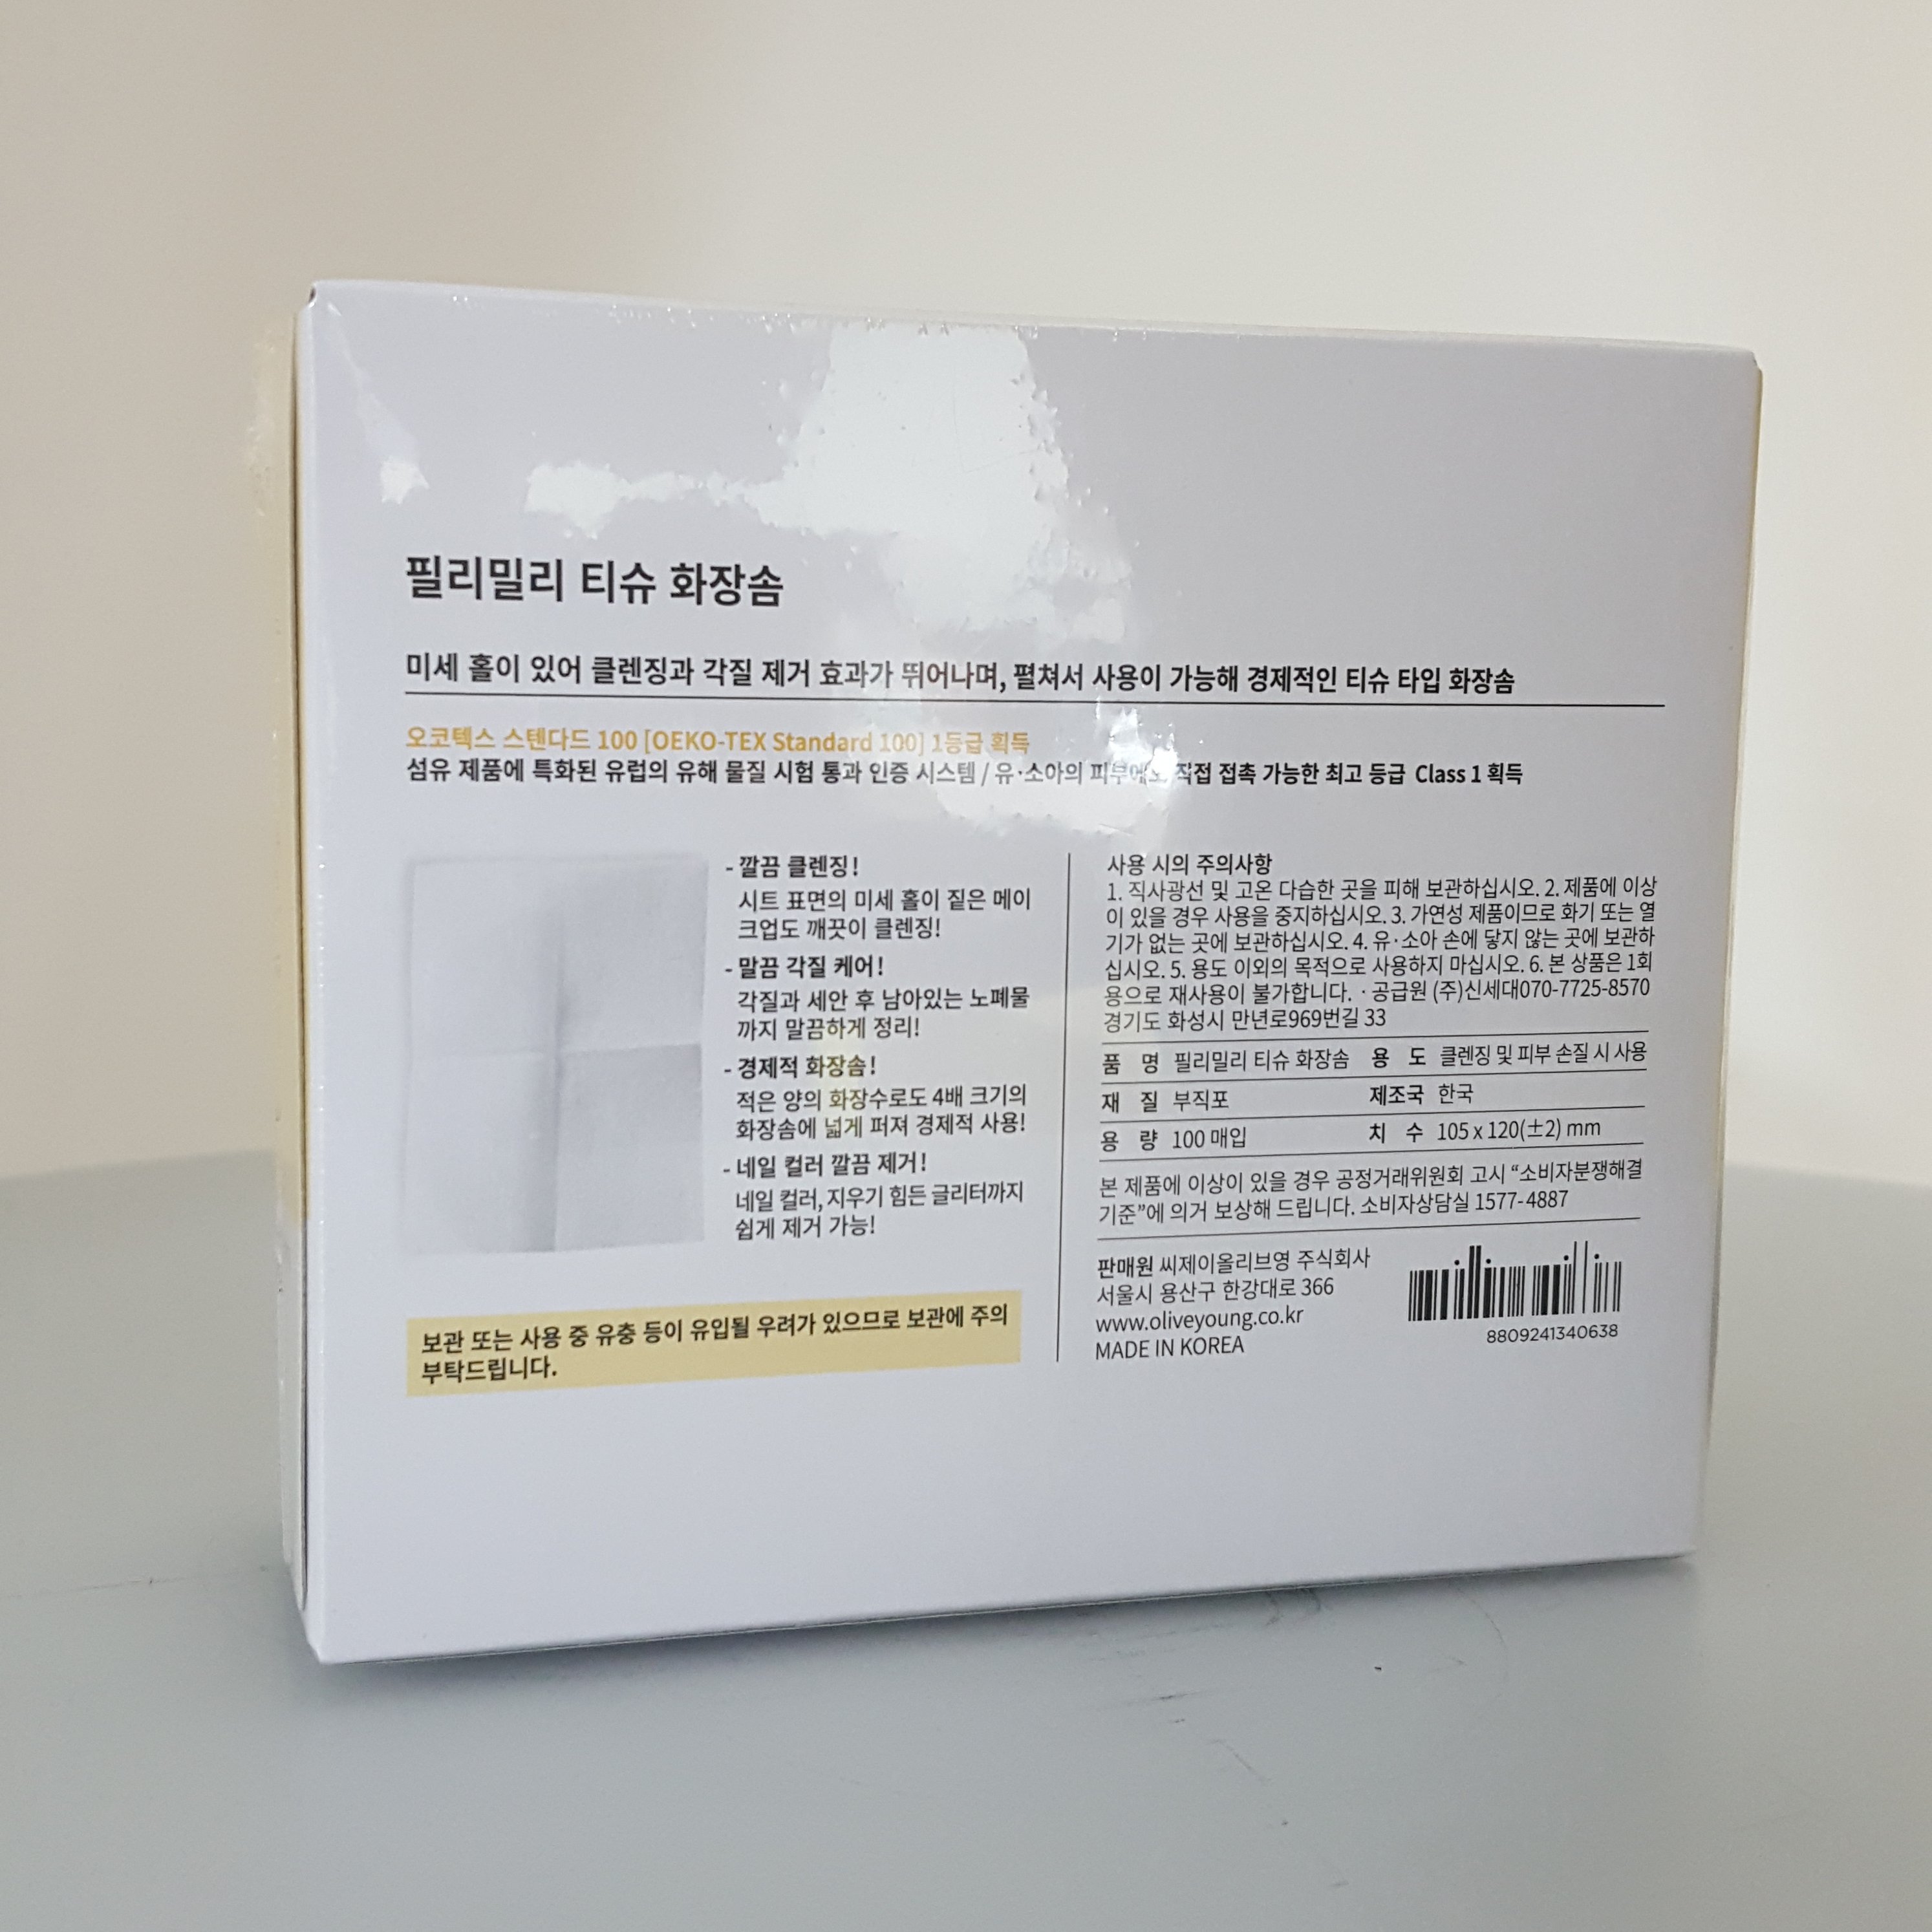 필리밀리 티슈 화장솜
미세 홀이 있어 클렌징과 각질 제거 효과가 뛰어나며, 펼쳐서 사용이 가능해 경제적인 티슈 타입 화장솜
오코텍스 스텐다드 100 [OEKO-TEX Standard 100] 1등급 획득
섬유 제품에 특화된 유럽의 유해 물질 시험 통과 인증 시스템 / 유·소아의 피부에도 직접 접촉 가능한 최고 등급 Class 1 획득
- 깔끔 클렌징!
시트 표면의 미세 홀이 짙은 메이
크업도 깨끗이 클렌징!
- 말끔 각질 케어!
각질과 세안 후 남아있는 노폐물
까지 말끔하게 정리!
- 경제적 화장솜!
적은 양의 화장수로도 4배 크기의
화장솜에 넓게 퍼져 경제적 사용!
- 네일 컬러 깔끔 제거!
네일 컬러, 지우기 힘든 글리터까지
쉽게 제거 가능!
보관 또는 사용 중 유충 등이 유입될 우려가 있으므로 보관에 주의
부탁드립니다.
사용 시의 주의사항
1. 직사광선 및 고온 다습한 곳을 피해 보관하십시오. 2. 제품에 이상
이 있을 경우 사용을 중지하십시오. 3. 가연성 제품이므로 화기 또는 열
기가 없는 곳에 보관하십시오. 4. 유·소아 손에 닿지 않는 곳에 보관하
십시오. 5. 용도 이외의 목적으로 사용하지 마십시오. 6. 본 상품은 1회
용으로 재사용이 불가합니다. · 공급원 (주)신세대070-7725-8570
경기도 화성시 만년로969번길 33
품 명 필리밀리 티슈 화장솜 용 도 클렌징 및 피부 손질 시 사용
재 질 부직포 제조국 한국
용 량 100 매입 치 수 105 x 120(±2) mm
본 제품에 이상이 있을 경우 공정거래위원회 고시 “소비자분쟁해결
기준”에 의거 보상해 드립니다. 소비자상담실 1577-4887
판매원 씨제이올리브영 주식회사
서울시 용산구 한강대로 366
www.oliveyoung.co.kr
MADE IN KOREA
8809241340638